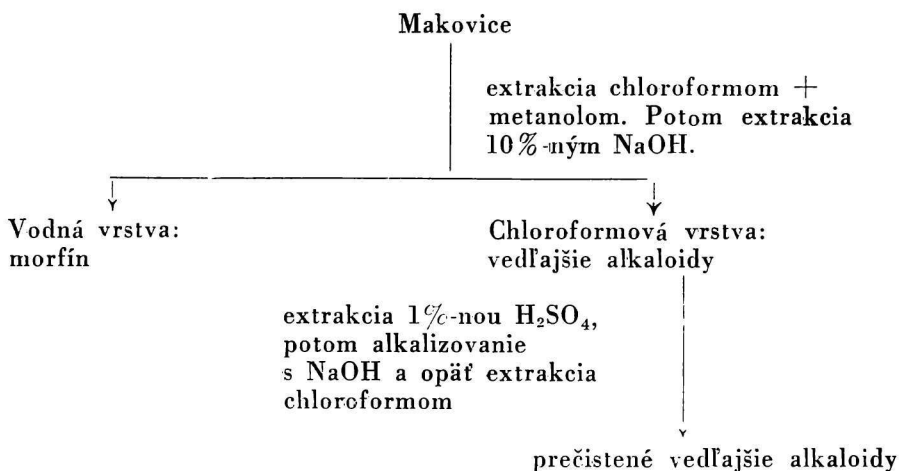 Makovice
extrakcia chloroformom +
metanolom. Potom extrakcia
10%-ným NaOH.
Vodná vrstva:
morfín
Chloroformová vrstva:
vedľajšie alkaloidy
extrakcia 1%-nou H₂SO₄,
potom alkalizovanie
s NaOH a opäť extrakcia
chloroformom
prečistené vedľajšie alkaloidy